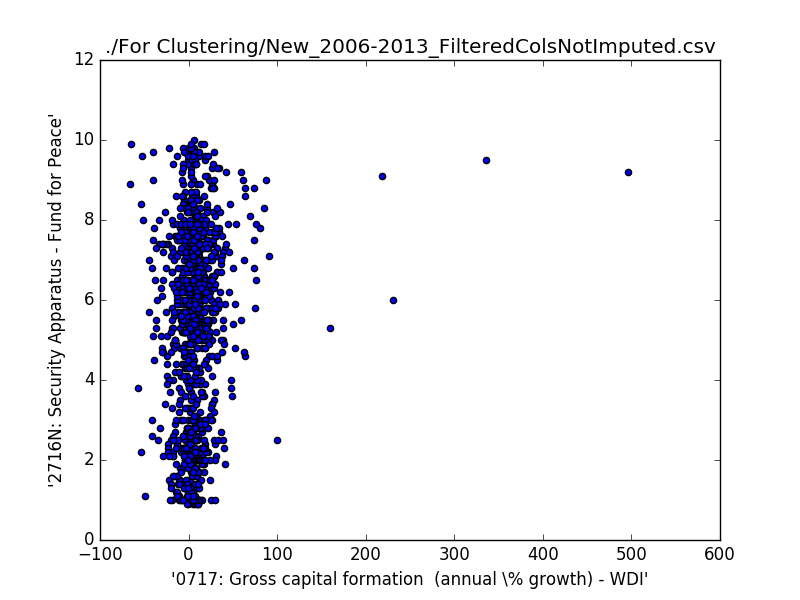 ./For Clustering/New_2006-2013_FilteredColsNotImputed.csv
12
10
8
6
4
2
0
'2716N: Security Apparatus - Fund for Peace'
−100 0 100 200 300 400 500 600
'0717: Gross capital formation  (annual \% growth) - WDI'